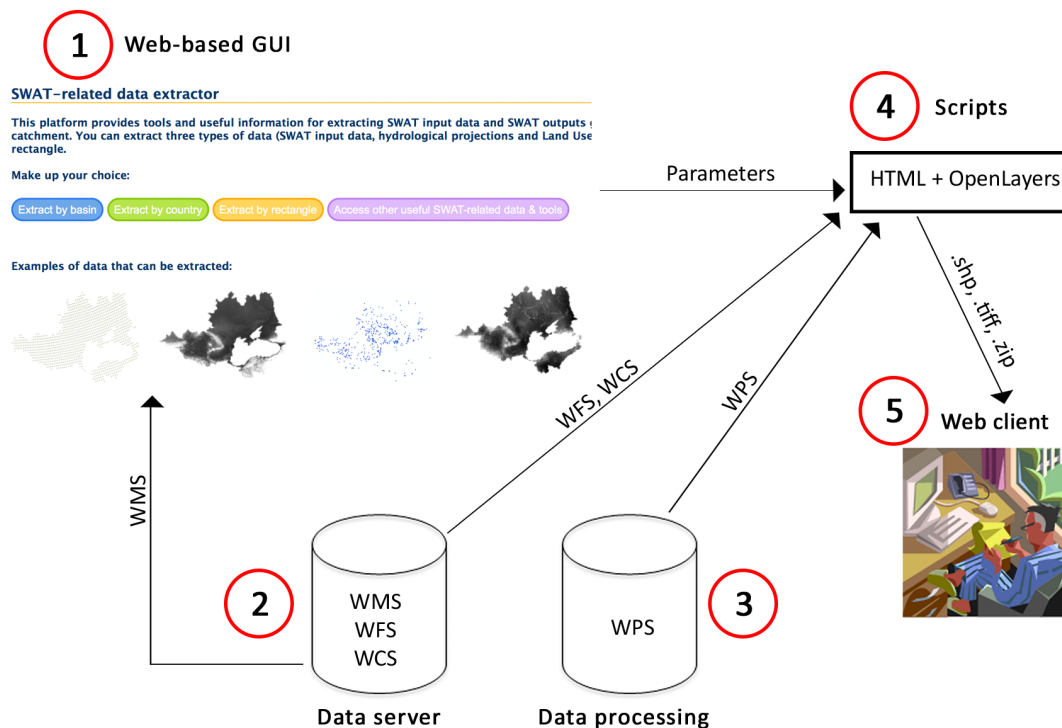 1 Web-based GUI
SWAT-related data extractor
This platform provides tools and useful information for extracting SWAT input data and SWAT outputs
catchment. You can extract three types of data (SWAT input data, hydrological projections and Land Use
rectangle.
Make up your choice:
Extract by basin Extract by country Extract by rectangle Access other useful SWAT-related data & tools
Examples of data that can be extracted:
4 Scripts
Parameters
HTML + OpenLayers
.shp, .tiff, .zip
WFS, WCS
WPS
5 Web client
WMS
2
WMS
WFS
WCS
Data server
3
WPS
Data processing